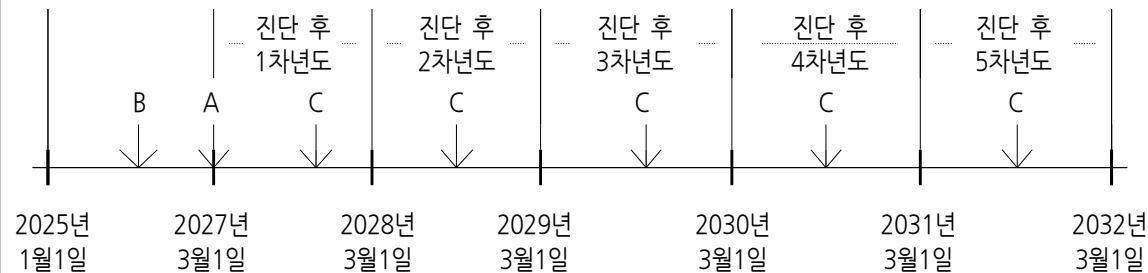 진단 후 진단 후 진단 후 진단 후 진단 후
1차년도 2차년도 3차년도 4차년도 5차년도
B A C C C C C
2025년 2027년 2028년 2029년 2030년 2031년 2032년
1월1일 3월1일 3월1일 3월1일 3월1일 3월1일 3월1일